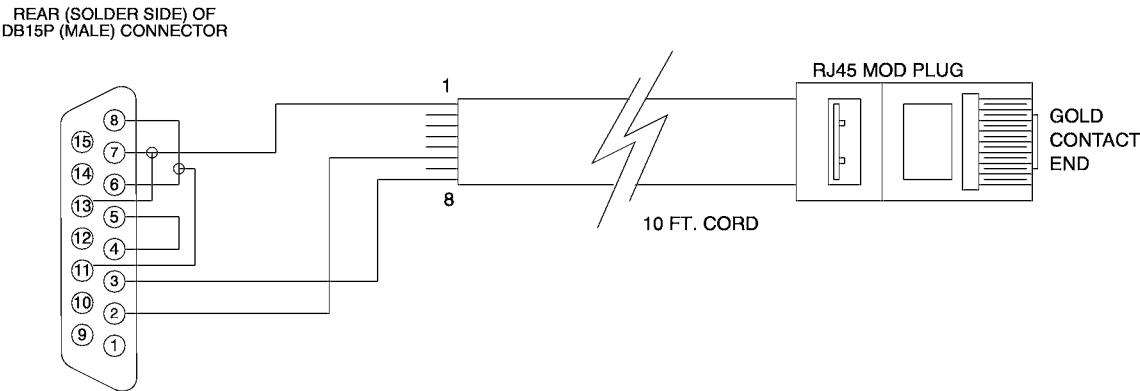 REAR (SOLDER SIDE) OF
DB15P (MALE) CONNECTOR
RJ45 MOD PLUG
1
8
15
7
14
6
13
5
12
4
11
3
10
2
9
1
8
10 FT. CORD
GOLD
CONTACT
END